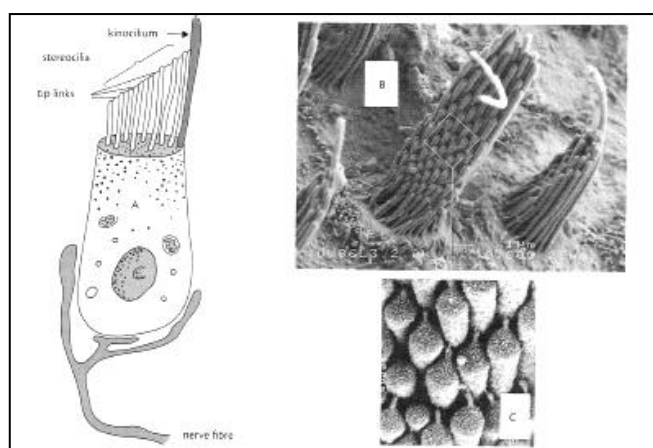 kinocilium
stereocilia
tip links
A
nerve fibre
B
C